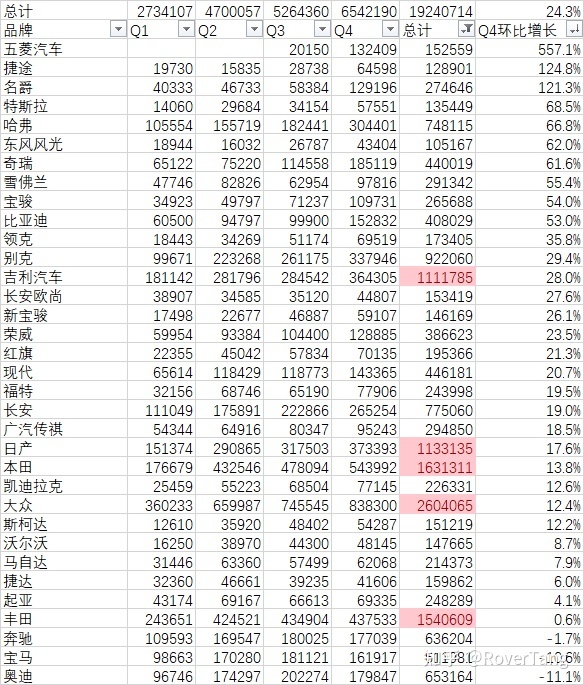 总计 2734107 4700057 5264360 6542190 19240714 24.3%
品牌 Q1 Q2 Q3 Q4 总计 Q4环比增长
五菱汽车 20150 132409 152559 557.1%
捷途 19730 15835 28738 64598 128901 124.8%
名爵 40333 46733 58384 129196 274646 121.3%
特斯拉 14060 29684 34154 57551 135449 68.5%
哈弗 105554 155719 182441 304401 748115 66.8%
东风风光 18944 16032 26787 43404 105167 62.0%
奇瑞 65122 75220 114558 185119 440019 61.6%
雪佛兰 47746 82826 62954 97816 291342 55.4%
宝骏 34923 49797 71237 109731 265688 54.0%
比亚迪 60500 94797 99900 152832 408029 53.0%
领克 18443 34269 51174 69519 173405 35.8%
别克 99671 223268 261175 337946 922060 29.4%
吉利汽车 181142 281796 284542 364305 1111785 28.0%
长安欧尚 38907 34585 35120 44807 153419 27.6%
新宝骏 17498 22677 46887 59107 146169 26.1%
荣威 59954 93384 104400 128885 386623 23.5%
红旗 22355 45042 57834 70135 195366 21.3%
现代 65614 118429 118773 143365 446181 20.7%
福特 32156 68746 65190 77906 243998 19.5%
长安 111049 175891 222866 265254 775060 19.0%
广汽传祺 54344 64916 80347 95243 294850 18.5%
日产 151374 290865 317503 373393 1133135 17.6%
本田 176679 432546 478094 543992 1631311 13.8%
凯迪拉克 25459 55223 68504 77145 226331 12.6%
大众 360233 659987 745545 838300 2604065 12.4%
斯柯达 12610 35920 48402 54287 151219 12.2%
沃尔沃 16250 38970 44300 48145 147665 8.7%
马自达 31446 63360 57499 62068 214373 7.9%
捷达 32360 46661 39235 41606 159862 6.0%
起亚 43174 69167 66613 69335 248289 4.1%
丰田 243651 424521 434904 437533 1540609 0.6%
奔驰 109593 169547 180025 177039 636204 -1.7%
宝马 98663 170280 181121 161917
奥迪 96746 174297 202274 179847 653164 -11.1%
知乎 @RoverTang